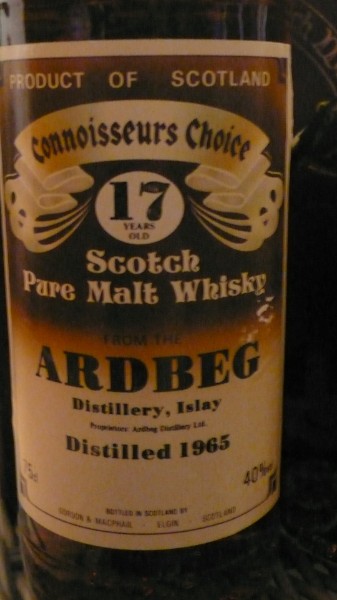 PRODUCT OF SCOTLAND
Connoisseurs Choice
17
YEARS
OLD
Scotch
Pure Malt Whisky
FROM THE
ARDBEG
Distillery, Islay
Proprietors: Ardbeg Distillery Ltd.
Distilled 1965
75cl 40%
BOTTLED IN SCOTLAND BY
GORDON & MACPHAIL - ELGIN - SCOTLAND